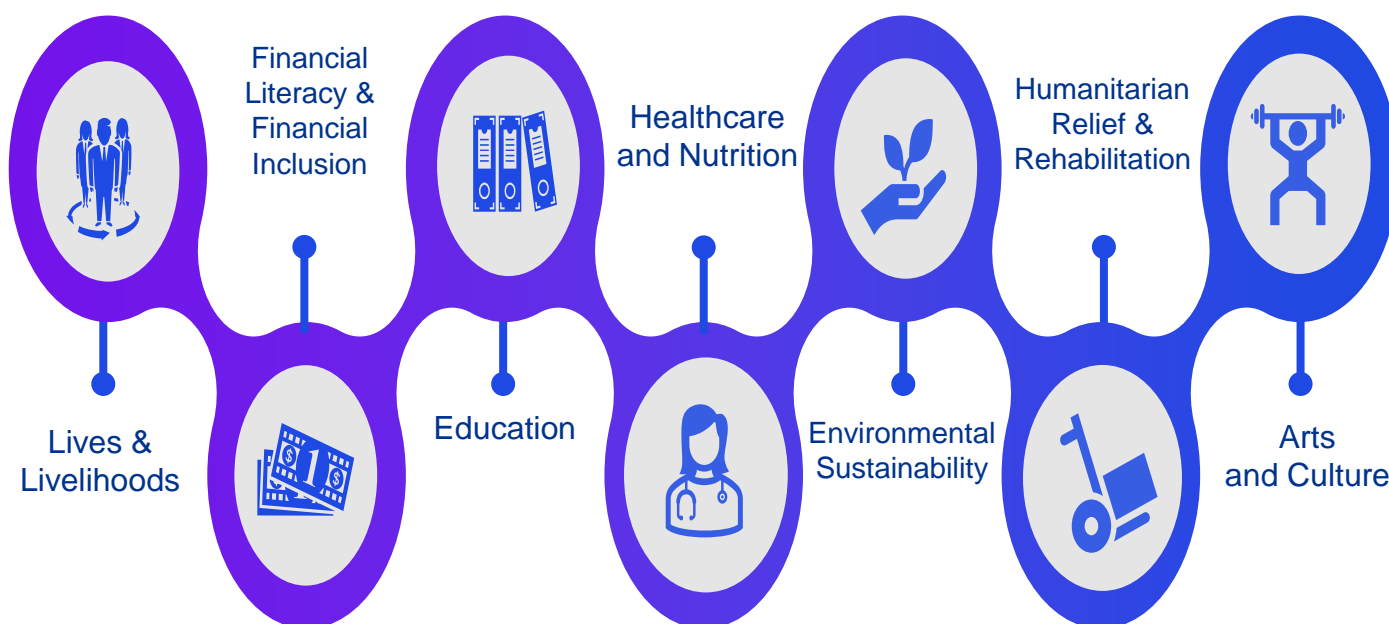 Lives &
Livelihoods
Financial
Literacy &
Financial
Inclusion
Education
Healthcare
and Nutrition
Environmental
Sustainability
Humanitarian
Relief &
Rehabilitation
Arts
and Culture